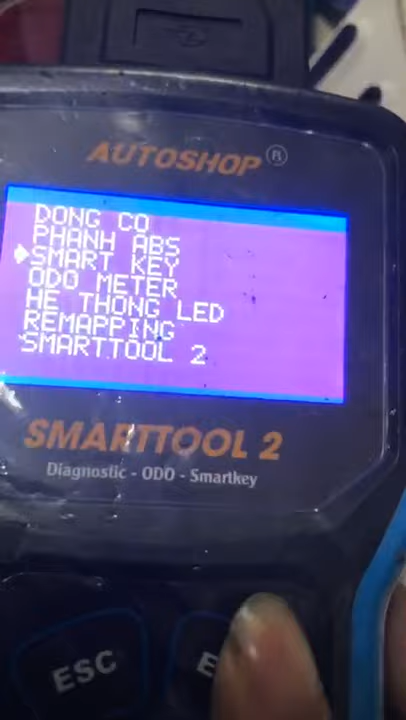 AUTOSHOP®
DONG CO
PHANH ABS
SMART KEY
ODO METER
HE THONG LED
REMAPPING
SMARTTOOL 2
SMARTTOOL 2
Diagnostic - ODO - Smartkey
ESC